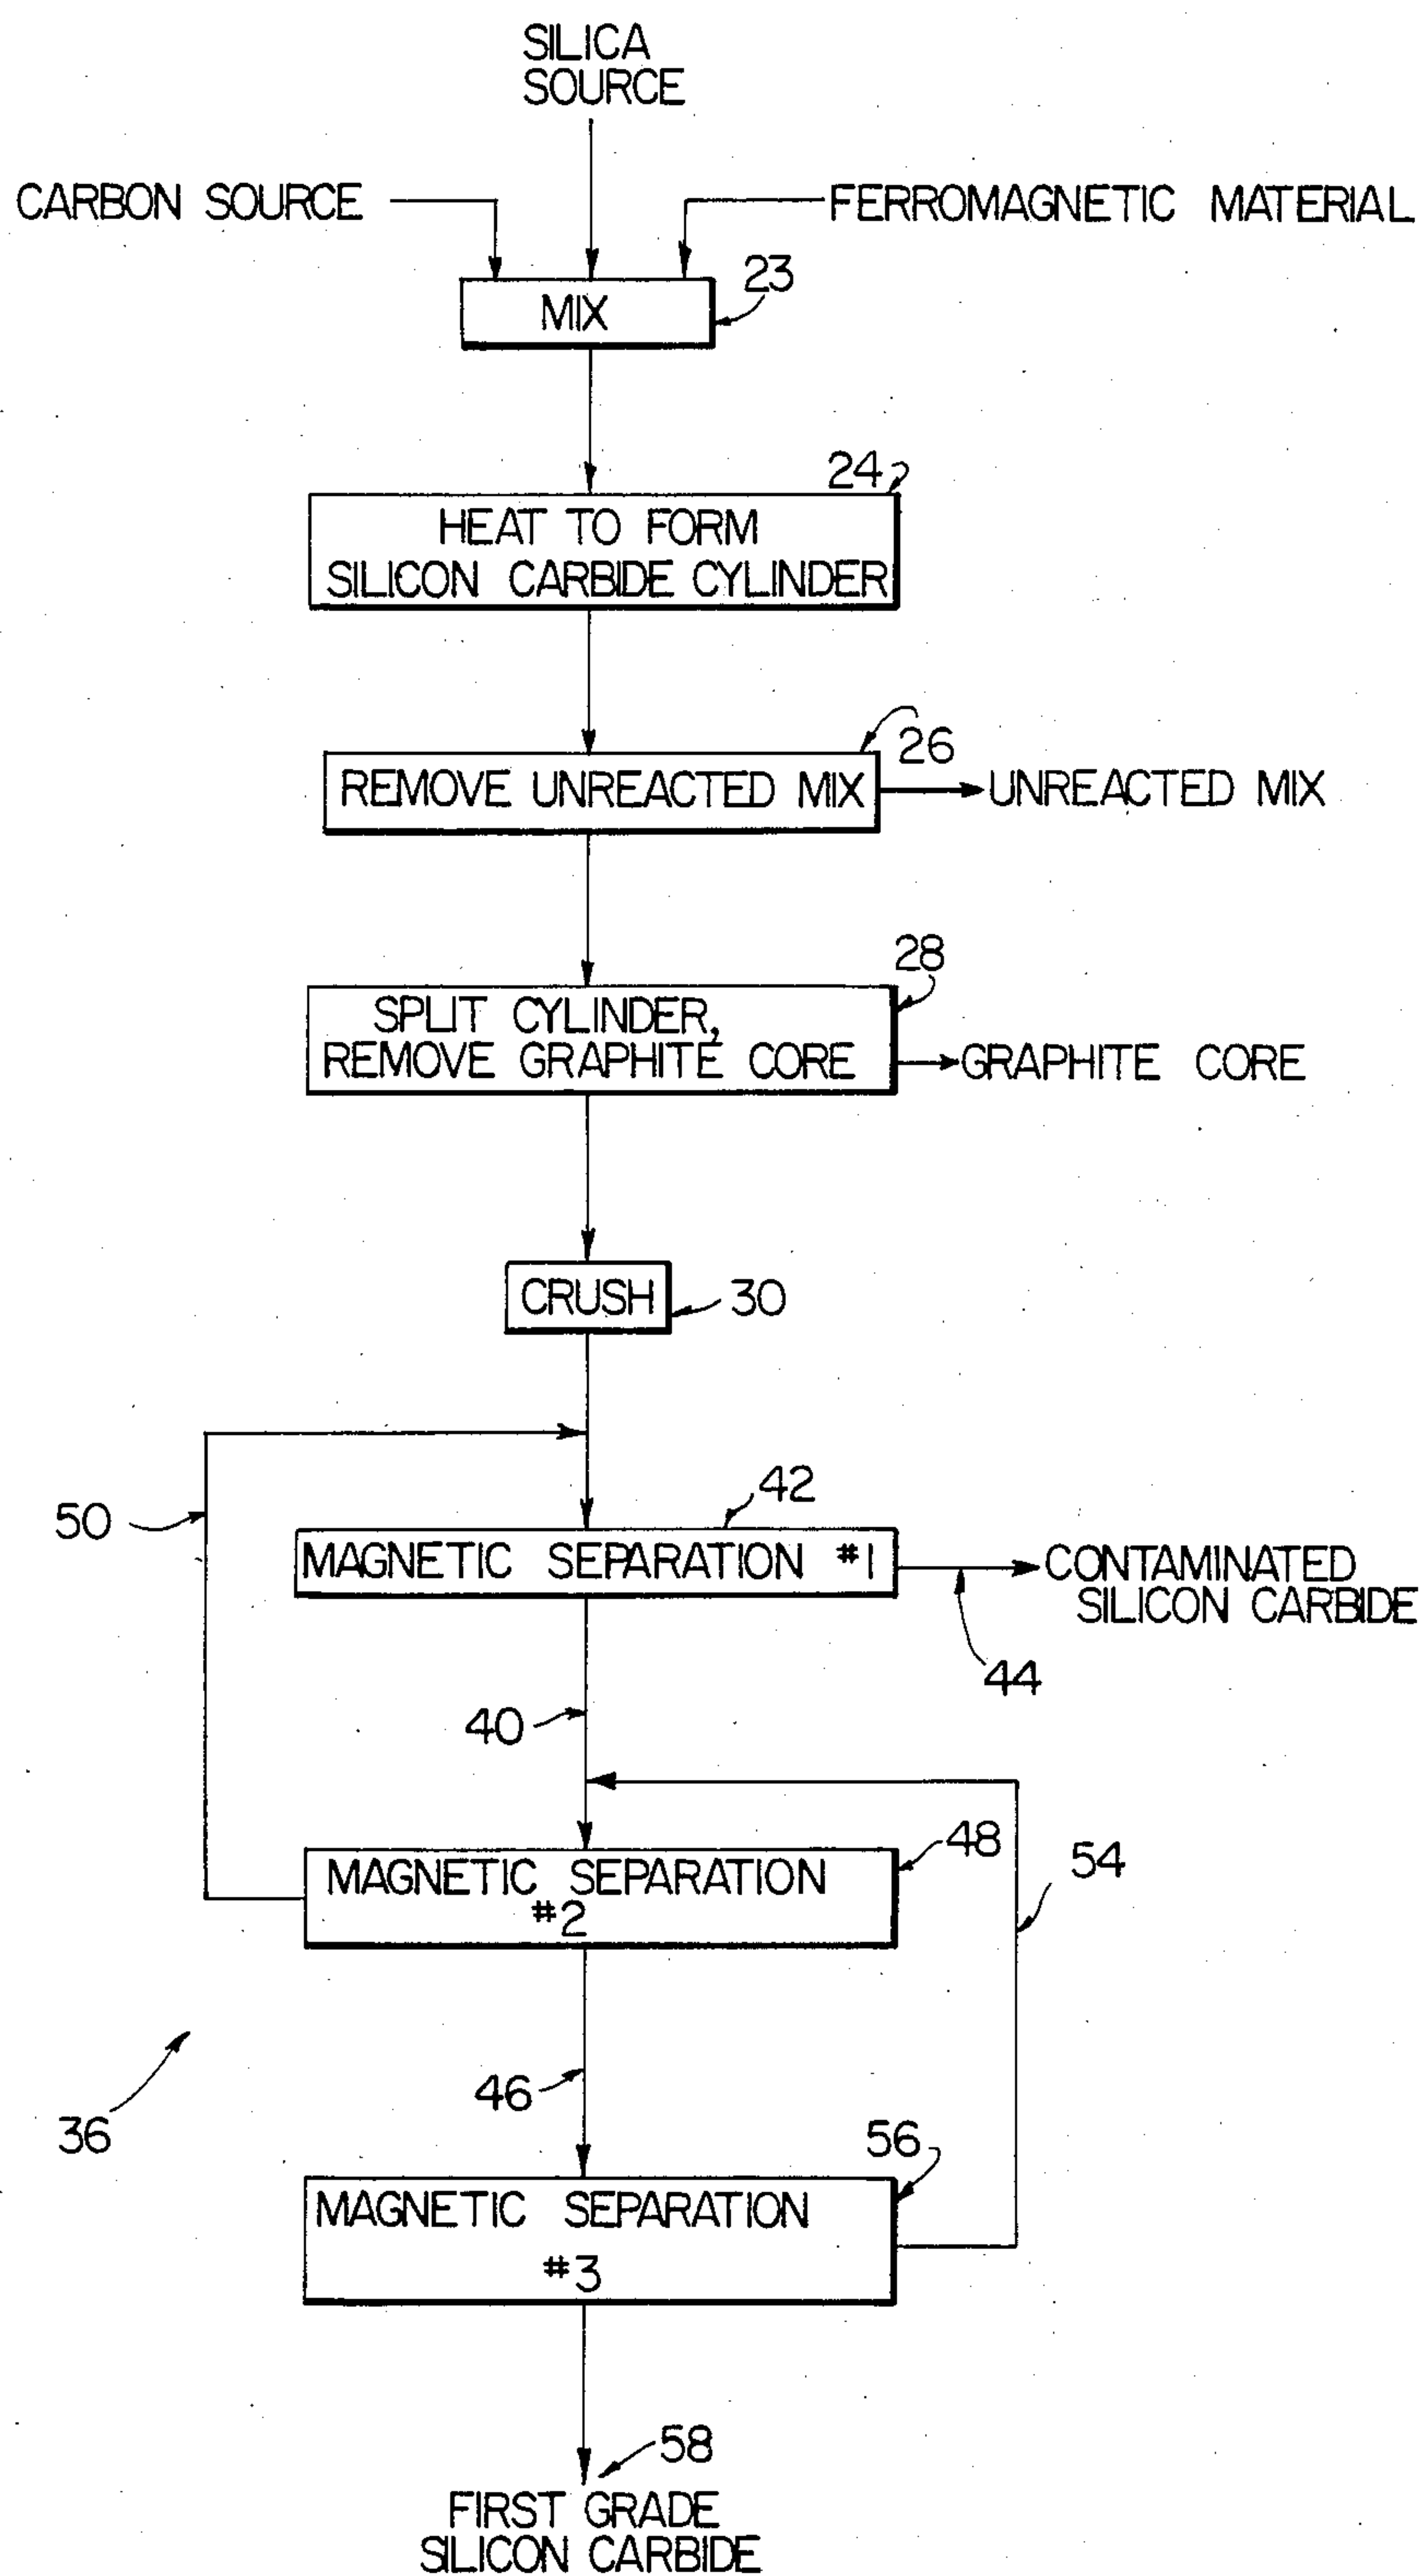 SILICA
SOURCE
CARBON SOURCE
FERROMAGNETIC MATERIAL
23
MIX
24
HEAT TO FORM
SILICON CARBIDE CYLINDER
26
REMOVE UNREACTED MIX
UNREACTED MIX
28
SPLIT CYLINDER,
REMOVE GRAPHITE CORE
GRAPHITE CORE
CRUSH
30
42
50
MAGNETIC SEPARATION #1
CONTAMINATED
SILICON CARBIDE
44
40
48
54
MAGNETIC SEPARATION
#2
46
36
56
MAGNETIC SEPARATION
#3
58
FIRST GRADE
SILICON CARBIDE